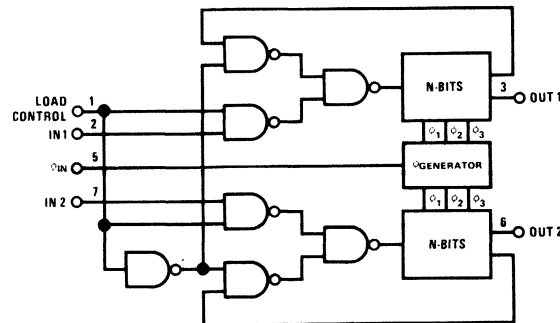 N-BITS
3
OUT 1
LOAD
CONTROL
1
2
IN 1
ϕ1 ϕ2 ϕ3
5
ϕIN
ϕGENERATOR
7
IN 2
ϕ1 ϕ2 ϕ3
6
OUT 2
N-BITS